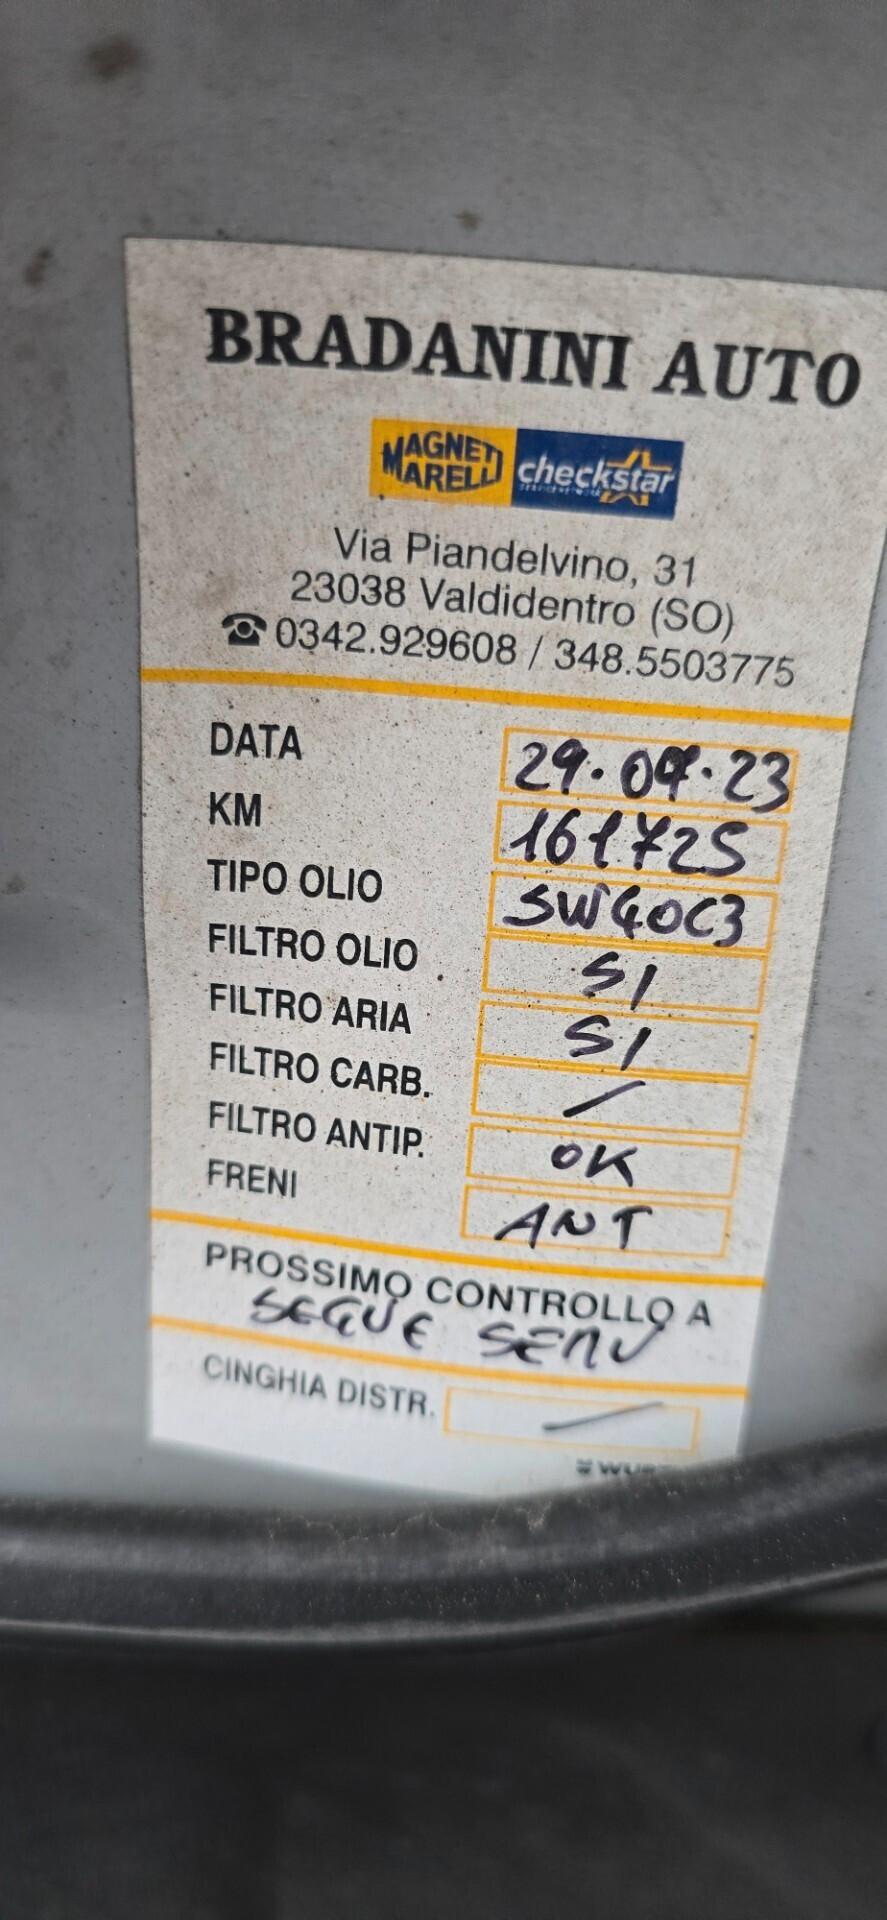 BRADANINI AUTO
MAGNETI MARELLI checkstar
Via Piandelvino, 31
23038 Valdidentro (SO)
☎ 0342.929608 / 348.5503775
DATA 29.07.23
KM 161725
TIPO OLIO 5W40C3
FILTRO OLIO SI
FILTRO ARIA SI
FILTRO CARB. /
FILTRO ANTIP. OK
FRENI ANT
PROSSIMO CONTROLLO A
SEGUE SERV
CINGHIA DISTR. /